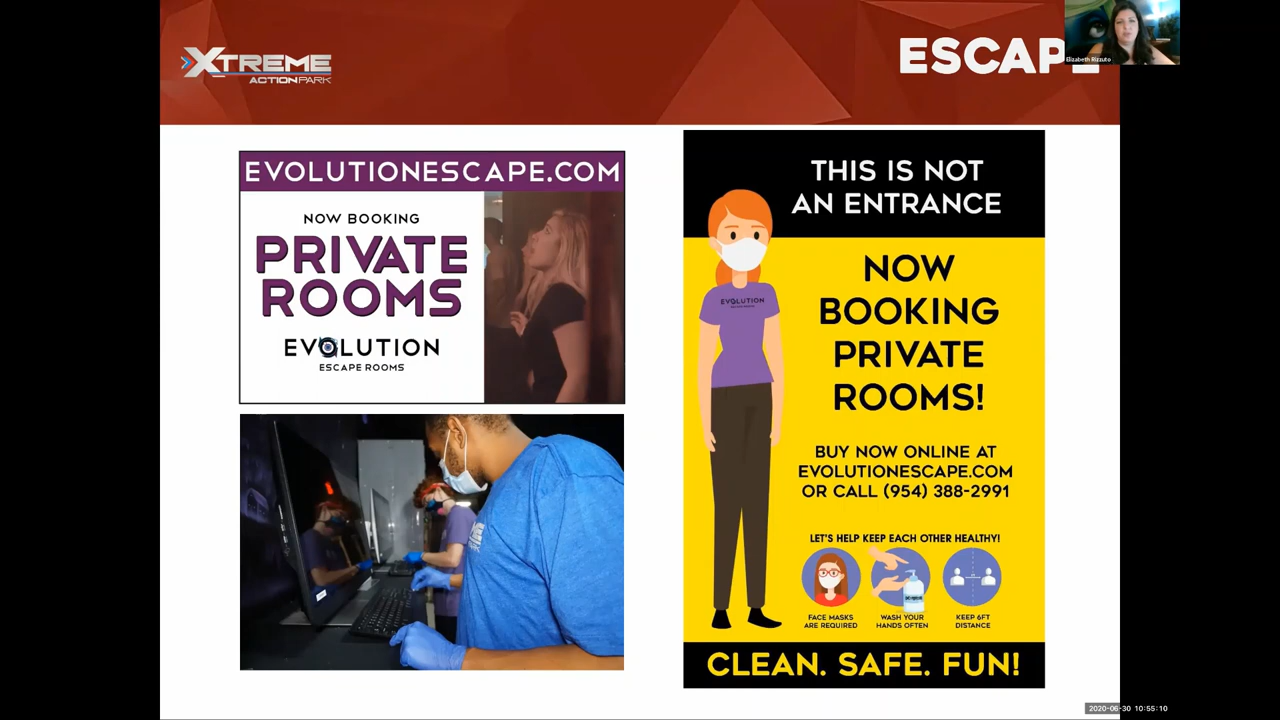 XTREME
ACTION PARK
ESCAPE
Elizabeth Rizzuto
EVOLUTIONESCAPE.COM
NOW BOOKING
PRIVATE
ROOMS
EVOLUTION
ESCAPE ROOMS
THIS IS NOT
AN ENTRANCE
NOW
BOOKING
PRIVATE
ROOMS!
EVOLUTION
BUY NOW ONLINE AT
EVOLUTIONESCAPE.COM
OR CALL (954) 388-2991
LET'S HELP KEEP EACH OTHER HEALTHY!
FACE MASKS
ARE REQUIRED
WASH YOUR
HANDS OFTEN
KEEP 6FT
DISTANCE
CLEAN. SAFE. FUN!
2020-06-30 10:55:10